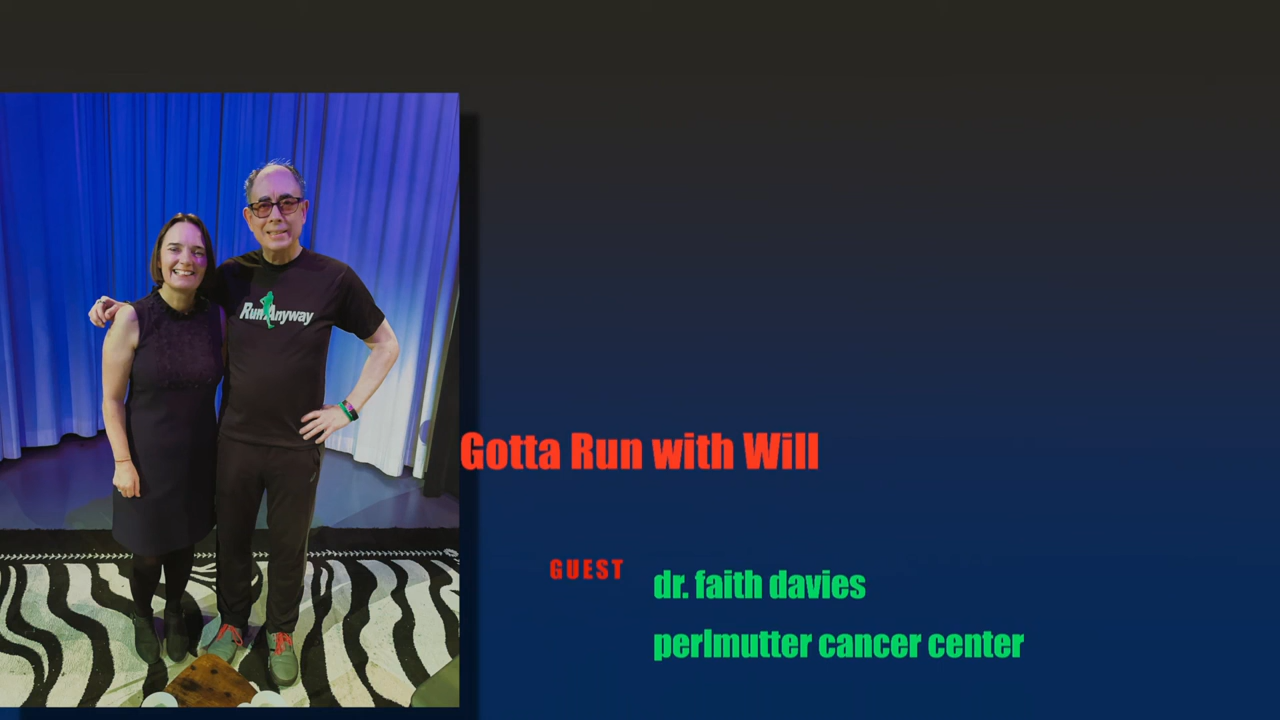 RunAnyway
Gotta Run with Will
GUEST
dr. faith davies
perlmutter cancer center